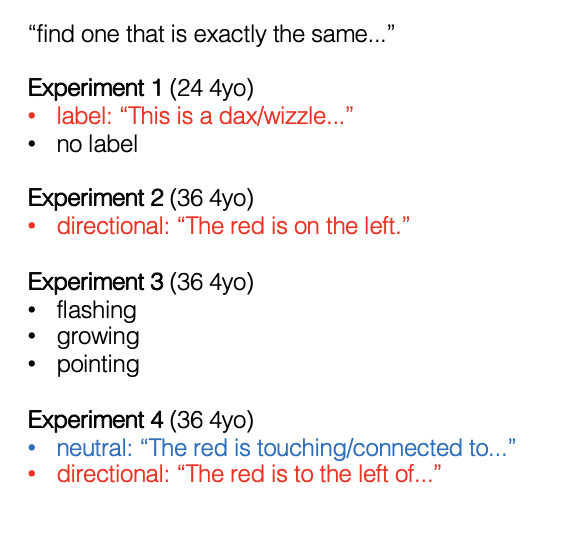 “find one that is exactly the same...”
Experiment 1 (24 4yo)
• label: “This is a dax/wizzle...”
• no label
Experiment 2 (36 4yo)
• directional: “The red is on the left.”
Experiment 3 (36 4yo)
• flashing
• growing
• pointing
Experiment 4 (36 4yo)
• neutral: “The red is touching/connected to...”
• directional: “The red is to the left of...”